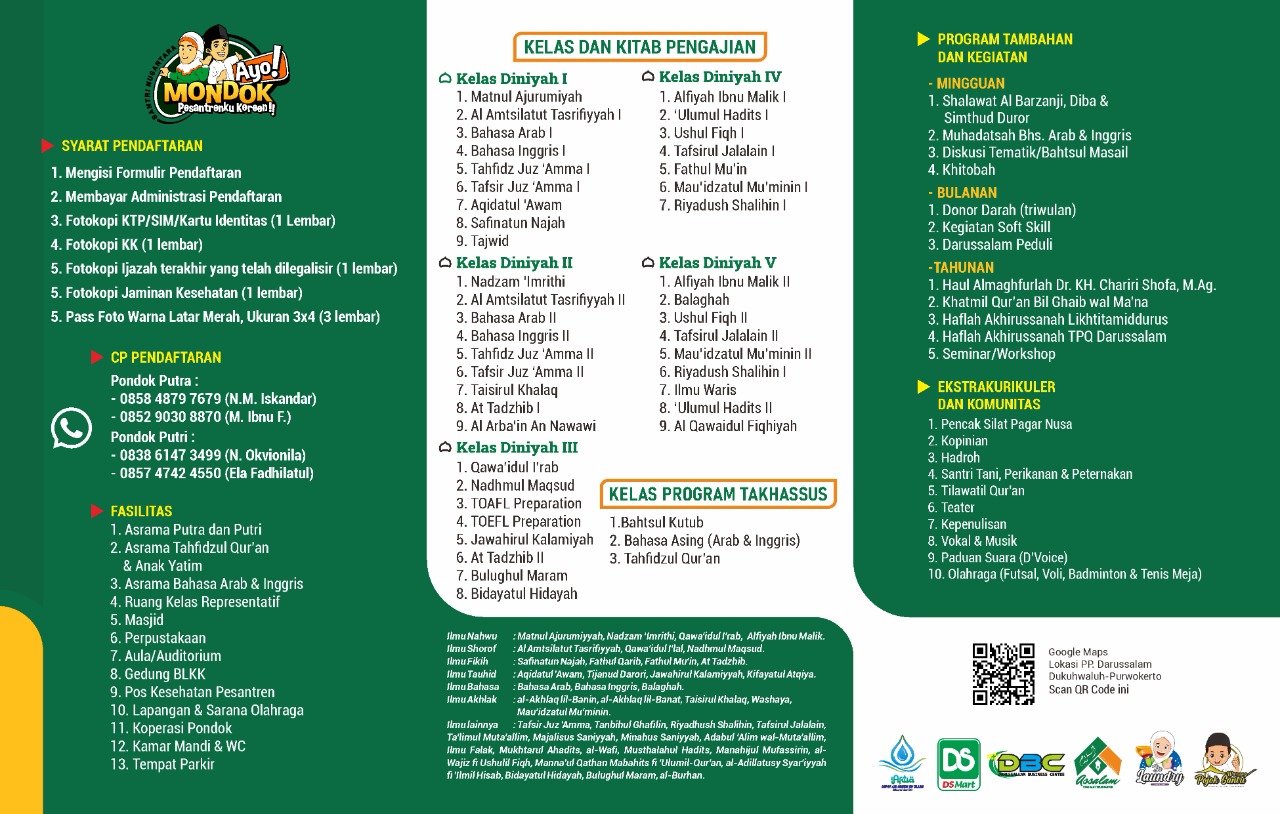 SANTRI NUSANTARA
Ayo!
MONDOK
Pesantrenku Keren!!
SYARAT PENDAFTARAN
1. Mengisi Formulir Pendaftaran
2. Membayar Administrasi Pendaftaran
3. Fotokopi KTP/SIM/Kartu Identitas (1 Lembar)
4. Fotokopi KK (1 lembar)
5. Fotokopi Ijazah terakhir yang telah dilegalisir (1 lembar)
5. Fotokopi Jaminan Kesehatan (1 lembar)
5. Pass Foto Warna Latar Merah, Ukuran 3x4 (3 lembar)
CP PENDAFTARAN
Pondok Putra :
- 0858 4879 7679 (N.M. Iskandar)
- 0852 9030 8870 (M. Ibnu F.)
Pondok Putri :
- 0838 6147 3499 (N. Okvionila)
- 0857 4742 4550 (Ela Fadhilatul)
FASILITAS
1. Asrama Putra dan Putri
2. Asrama Tahfidzul Qur'an
& Anak Yatim
3. Asrama Bahasa Arab & Inggris
4. Ruang Kelas Representatif
5. Masjid
6. Perpustakaan
7. Aula/Auditorium
8. Gedung BLKK
9. Pos Kesehatan Pesantren
10. Lapangan & Sarana Olahraga
11. Koperasi Pondok
12. Kamar Mandi & WC
13. Tempat Parkir
KELAS DAN KITAB PENGAJIAN
Kelas Diniyah I
1. Matnul Ajurumiyah
2. Al Amtsilatut Tasrifiyyah I
3. Bahasa Arab I
4. Bahasa Inggris I
5. Tahfidz Juz 'Amma I
6. Tafsir Juz 'Amma I
7. Aqidatul 'Awam
8. Safinatun Najah
9. Tajwid
Kelas Diniyah II
1. Nadzam 'Imrithi
2. Al Amtsilatut Tasrifiyyah II
3. Bahasa Arab II
4. Bahasa Inggris II
5. Tahfidz Juz 'Amma II
6. Tafsir Juz 'Amma II
7. Taisirul Khalaq
8. At Tadzhib I
9. Al Arba'in An Nawawi
Kelas Diniyah III
1. Qawa'idul I'rab
2. Nadhmul Maqsud
3. TOAFL Preparation
4. TOEFL Preparation
5. Jawahirul Kalamiyah
6. At Tadzhib II
7. Bulughul Maram
8. Bidayatul Hidayah
Kelas Diniyah IV
1. Alfiyah Ibnu Malik I
2. 'Ulumul Hadits I
3. Ushul Fiqh I
4. Tafsirul Jalalain I
5. Fathul Mu'in
6. Mau'idzatul Mu'minin I
7. Riyadush Shalihin I
Kelas Diniyah V
1. Alfiyah Ibnu Malik II
2. Balaghah
3. Ushul Fiqh II
4. Tafsirul Jalalain II
5. Mau'idzatul Mu'minin II
6. Riyadush Shalihin I
7. Ilmu Waris
8. 'Ulumul Hadits II
9. Al Qawaidul Fiqhiyah
KELAS PROGRAM TAKHASSUS
1.Bahtsul Kutub
2. Bahasa Asing (Arab & Inggris)
3. Tahfidzul Qur'an
Ilmu Nahwu : Matnul Ajurumiyyah, Nadzam 'Imrithi, Qawa'idul I'rab, Alfiyah Ibnu Malik.
Ilmu Shorof : Al Amtsilatut Tasrifiyyah, Qawa'idul I'lal, Nadhmul Maqsud.
Ilmu Fikih : Safinatun Najah, Fathul Qarib, Fathul Mu'in, At Tadzhib.
Ilmu Tauhid : Aqidatul 'Awam, Tijanud Darori, Jawahirul Kalamiyyah, Kifayatul Atqiya.
Ilmu Bahasa : Bahasa Arab, Bahasa Inggris, Balaghah.
Ilmu Akhlak : al-Akhlaq lil-Banin, al-Akhlaq lil-Banat, Taisirul Khalaq, Washaya,
Mau'idzatul Mu'minin.
Ilmu lainnya : Tafsir Juz 'Amma, Tanbihul Ghafilin, Riyadhush Shalihin, Tafsirul Jalalain,
Ta'limul Muta'allim, Majalisus Saniyyah, Minahus Saniyyah, Adabul 'Alim wal-Muta'allim,
Ilmu Falak, Mukhtarul Ahadits, al-Wafi, Musthalahul Hadits, Manahijul Mufassirin, al-
Wajiz fi Ushulil Fiqh, Manna'ul Qathan Mabahits fi 'Ulumil-Qur'an, al-Adillatusy Syar'iyyah
fi 'Ilmil Hisab, Bidayatul Hidayah, Bulughul Maram, al-Burhan.
PROGRAM TAMBAHAN
DAN KEGIATAN
- MINGGUAN
1. Shalawat Al Barzanji, Diba &
Simthud Duror
2. Muhadatsah Bhs. Arab & Inggris
3. Diskusi Tematik/Bahtsul Masail
4. Khitobah
- BULANAN
1. Donor Darah (triwulan)
2. Kegiatan Soft Skill
3. Darussalam Peduli
-TAHUNAN
1. Haul Almaghfurlah Dr. KH. Chariri Shofa, M.Ag.
2. Khatmil Qur'an Bil Ghaib wal Ma'na
3. Haflah Akhirussanah Likhtitamiddurus
4. Haflah Akhirussanah TPQ Darussalam
5. Seminar/Workshop
EKSTRAKURIKULER
DAN KOMUNITAS
1. Pencak Silat Pagar Nusa
2. Kopinian
3. Hadroh
4. Santri Tani, Perikanan & Peternakan
5. Tilawatil Qur'an
6. Teater
7. Kepenulisan
8. Vokal & Musik
9. Paduan Suara (D'Voice)
10. Olahraga (Futsal, Voli, Badminton & Tenis Meja)
Google Maps
Lokasi PP. Darussalam
Dukuhwaluh-Purwokerto
Scan QR Code ini
DS
DSMart
DBC
DARUSSALAM BUSINESS CENTRE
Assalam
Laundry
Pojok Santri